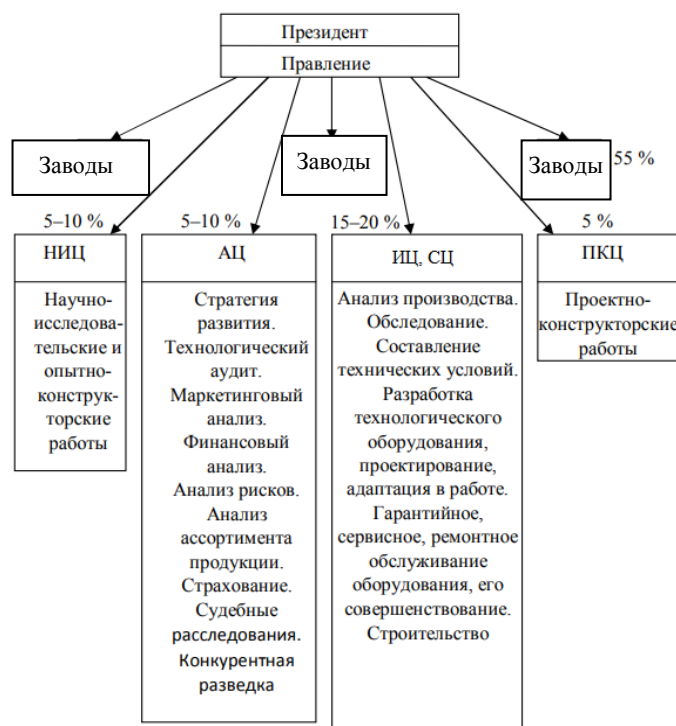 Президент
Правление
Заводы
Заводы
Заводы
55 %
5–10 %
5–10 %
15–20 %
5 %
НИЦ
Научно-
исследова-
тельские и
опытно-
конструк-
торские
работы
АЦ
Стратегия
развития.
Технологический
аудит.
Маркетинговый
анализ.
Финансовый
анализ.
Анализ рисков.
Анализ
ассортимента
продукции.
Страхование.
Судебные
расследования.
Конкурентная
разведка
ИЦ, СЦ
Анализ производства.
Обследование.
Составление
технических условий.
Разработка
технологического
оборудования,
проектирование,
адаптация в работе.
Гарантийное,
сервисное, ремонтное
обслуживание
оборудования, его
совершенствование.
Строительство
ПКЦ
Проектно-
конструкторские
работы